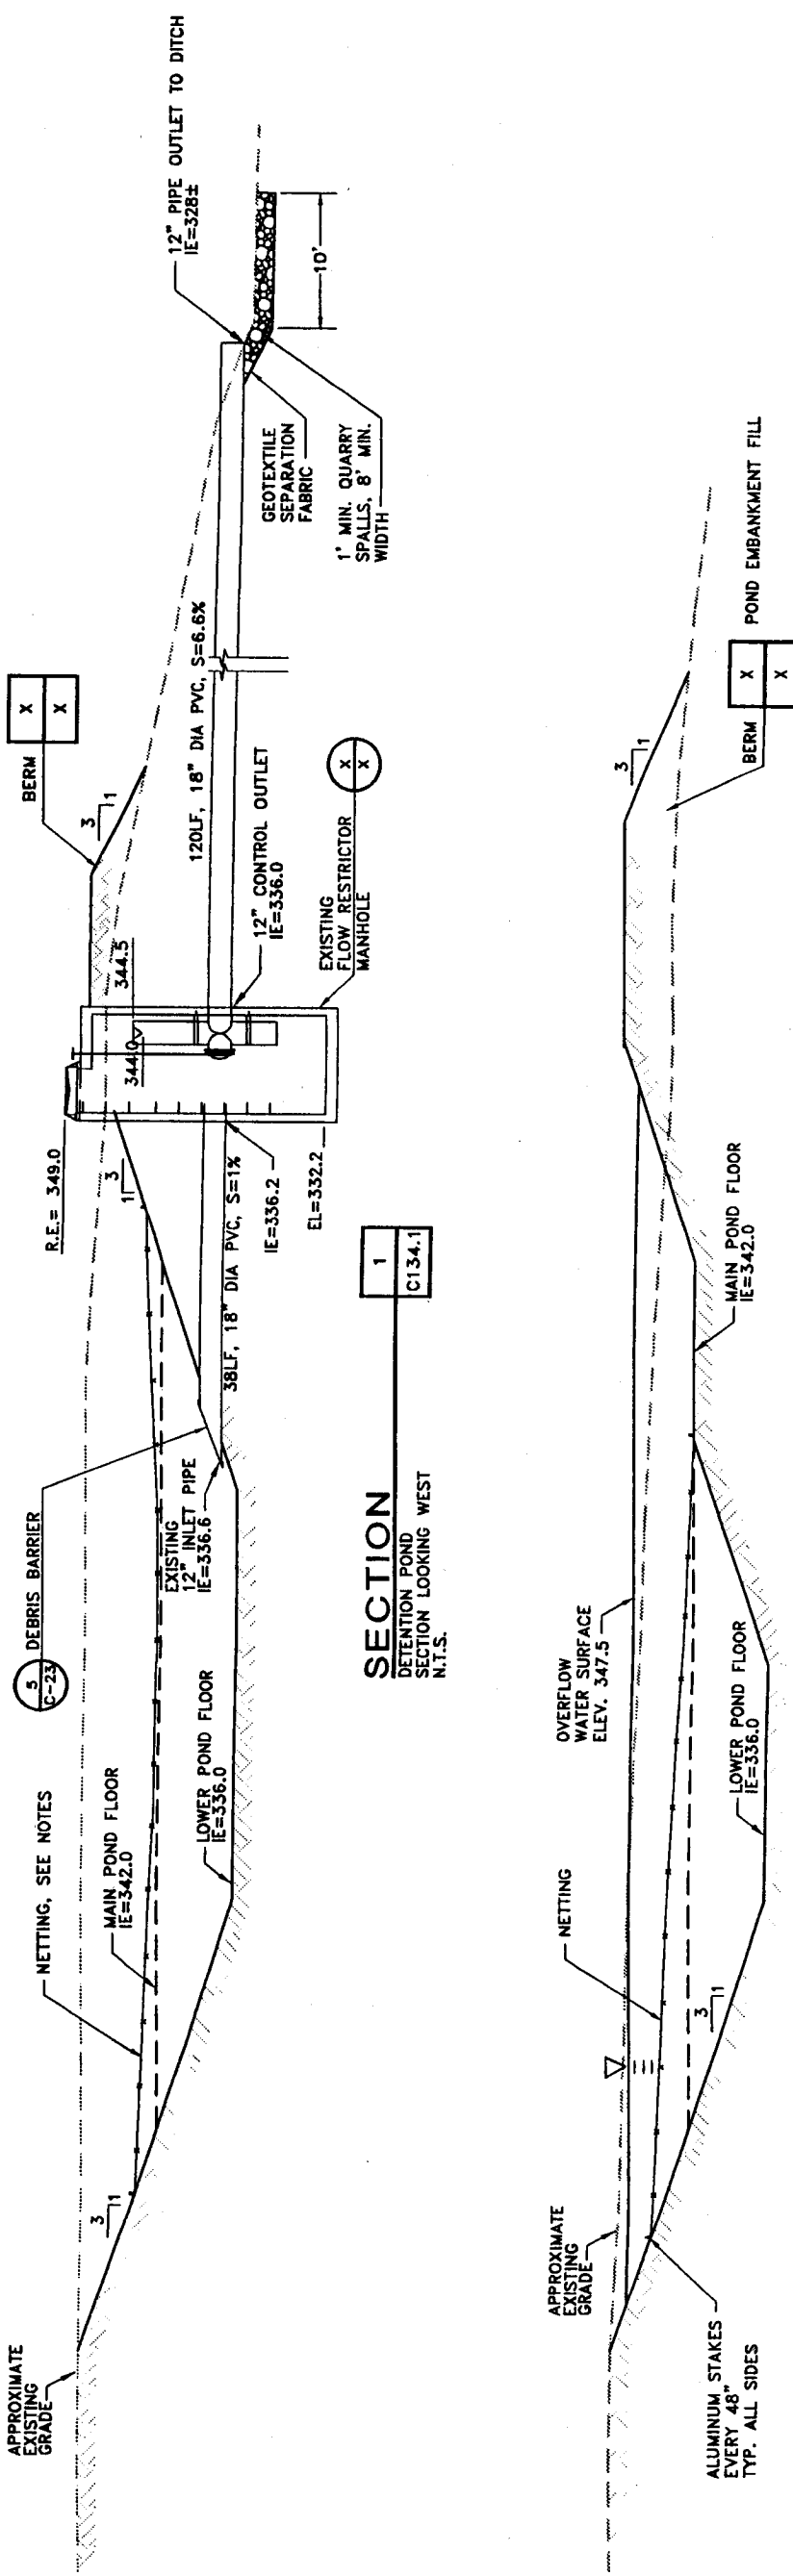 APPROXIMATE
EXISTING
GRADE
3
1
NETTING, SEE NOTES
MAIN POND FLOOR
IE=342.0
LOWER POND FLOOR
IE=336.0
5
C-23
DEBRIS BARRIER
EXISTING
12" INLET PIPE
IE=336.6
38LF, 18" DIA PVC, S=1%
3
1
R.E.= 349.0
IE=336.2
EL=332.2
344.0
344.5
BERM
X
X
3
1
12" CONTROL OUTLET
IE=336.0
EXISTING
FLOW RESTRICTOR
MANHOLE
X
X
120LF, 18" DIA PVC, S=6.6%
GEOTEXTILE
SEPARATION
FABRIC
1' MIN. QUARRY
SPALLS, 8' MIN.
WIDTH
12" PIPE OUTLET TO DITCH
IE=328±
10'
SECTION
DETENTION POND
SECTION LOOKING WEST
N.T.S.
1
C134.1
APPROXIMATE
EXISTING
GRADE
ALUMINUM STAKES
EVERY 48"
TYP. ALL SIDES
3
1
NETTING
OVERFLOW
WATER SURFACE
ELEV. 347.5
LOWER POND FLOOR
IE=336.0
MAIN POND FLOOR
IE=342.0
3
1
BERM
X
X
POND EMBANKMENT FILL